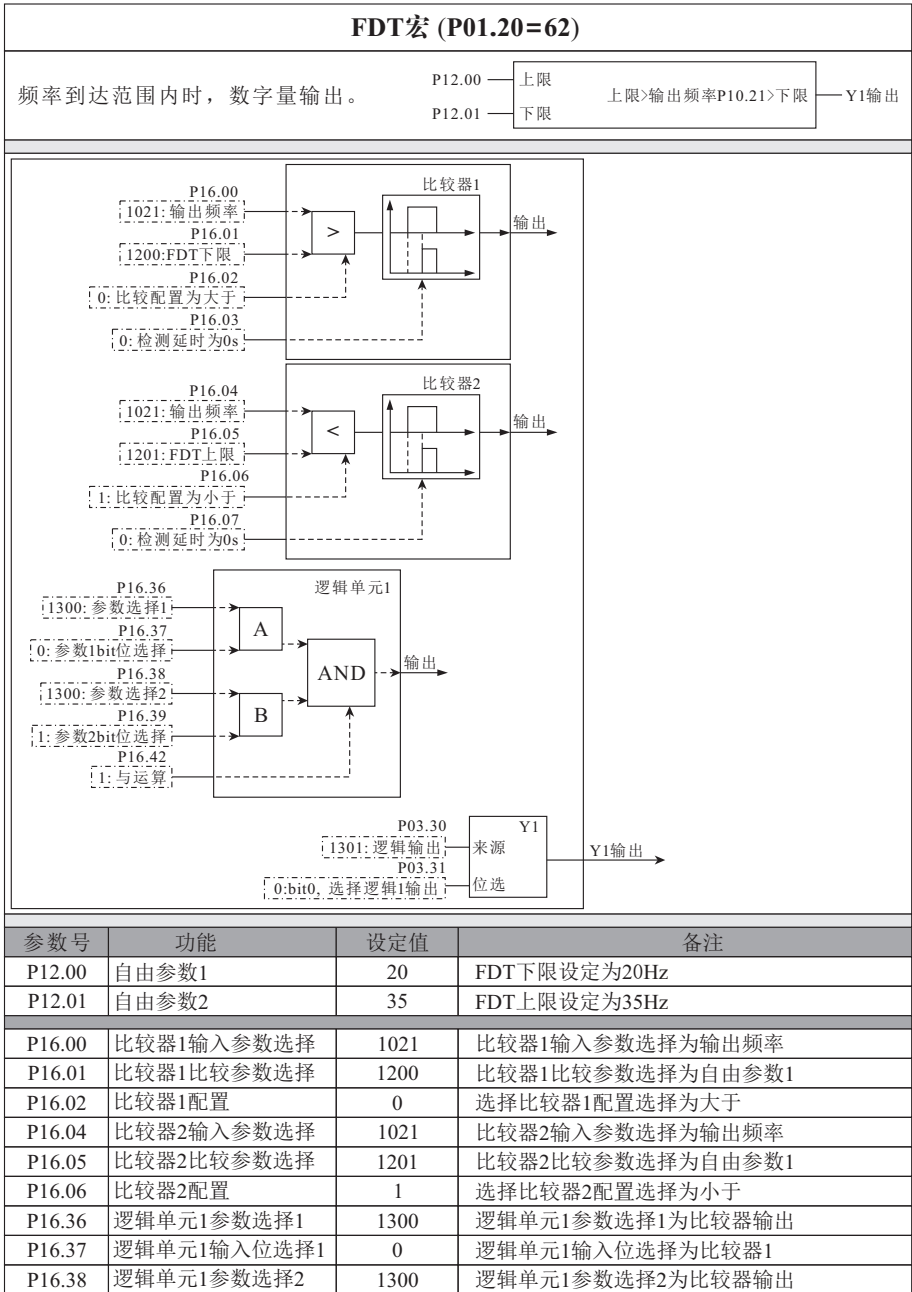 FDT宏 (P01.20=62)
频率到达范围内时，数字量输出。
P12.00
上限
P12.01
下限
上限>输出频率P10.21>下限
Y1输出
比较器1
P16.00
1021:输出频率
P16.01
1200:FDT下限
P16.02
0:比较配置为大于
P16.03
0:检测延时为0s
>
输出
比较器2
P16.04
1021:输出频率
P16.05
1201:FDT上限
P16.06
1:比较配置为小于
P16.07
0:检测延时为0s
<
输出
逻辑单元1
P16.36
1300:参数选择1
P16.37
0:参数1bit位选择
P16.38
1300:参数选择2
P16.39
1:参数2bit位选择
P16.42
1:与运算
A
B
AND
输出
P03.30
1301:逻辑输出
P03.31
0:bit0, 选择逻辑1输出
Y1
来源
位选
Y1输出
参数号 功能 设定值 备注
P12.00 自由参数1 20 FDT下限设定为20Hz
P12.01 自由参数2 35 FDT上限设定为35Hz
P16.00 比较器1输入参数选择 1021 比较器1输入参数选择为输出频率
P16.01 比较器1比较参数选择 1200 比较器1比较参数选择为自由参数1
P16.02 比较器1配置 0 选择比较器1配置选择为大于
P16.04 比较器2输入参数选择 1021 比较器2输入参数选择为输出频率
P16.05 比较器2比较参数选择 1201 比较器2比较参数选择为自由参数1
P16.06 比较器2配置 1 选择比较器2配置选择为小于
P16.36 逻辑单元1参数选择1 1300 逻辑单元1参数选择1为比较器输出
P16.37 逻辑单元1输入位选择1 0 逻辑单元1输入位选择为比较器1
P16.38 逻辑单元1参数选择2 1300 逻辑单元1参数选择2为比较器输出